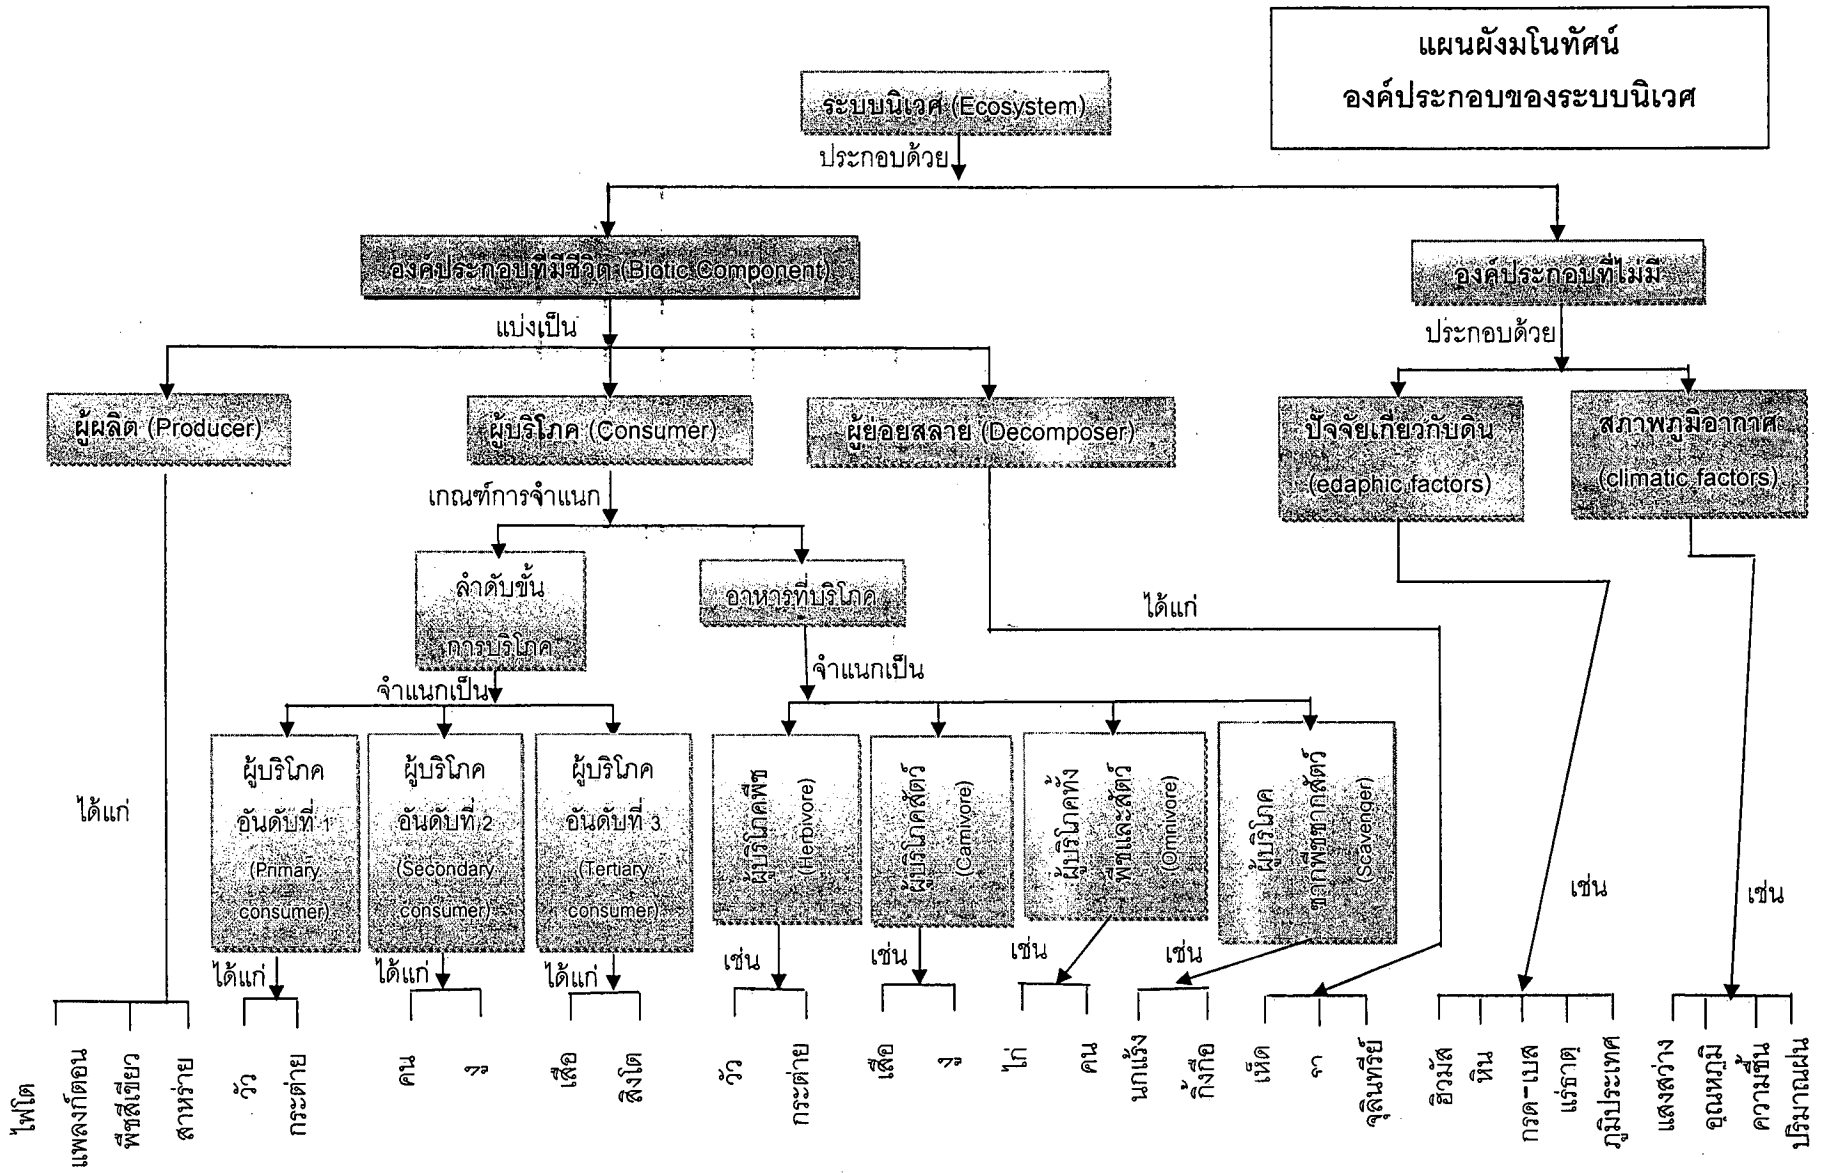 แผนผังมโนทัศน์
องค์ประกอบของระบบนิเวศ
ระบบนิเวศ (Ecosystem)
ประกอบด้วย
องค์ประกอบที่มีชีวิต (Biotic Component)
องค์ประกอบที่ไม่มี
แบ่งเป็น
ประกอบด้วย
ผู้ผลิต (Producer)
ผู้บริโภค (Consumer)
ผู้ย่อยสลาย (Decomposer)
ปัจจัยเกี่ยวกับดิน
(edaphic factors)
สภาพภูมิอากาศ
(climatic factors)
เกณฑ์การจำแนก
ลำดับขั้น
การบริโภค
อาหารที่บริโภค
ได้แก่
จำแนกเป็น
จำแนกเป็น
ผู้บริโภค
อันดับที่ 1
(Primary
consumer)
ผู้บริโภค
อันดับที่ 2
(Secondary
consumer)
ผู้บริโภค
อันดับที่ 3
(Tertiary
consumer)
ผู้บริโภคพืช
(Herbivore)
ผู้บริโภคสัตว์
(Carnivore)
ผู้บริโภคทั้ง
พืชและสัตว์
(Omnivore)
ผู้บริโภค
ซากพืชซากสัตว์
(Scavenger)
ได้แก่
เช่น
เช่น
ได้แก่
ได้แก่
ได้แก่
เช่น
เช่น
เช่น
เช่น
ไฟโต
แพลงก์ตอน
พืชสีเขียว
สาหร่าย
วัว
กระต่าย
คน
งู
เสือ
สิงโต
วัว
กระต่าย
เสือ
งู
ไก่
คน
นกแร้ง
กิ้งกือ
เห็ด
รา
จุลินทรีย์
ฮิวมัส
หิน
กรด-เบส
แร่ธาตุ
ภูมิประเทศ
แสงสว่าง
อุณหภูมิ
ความชื้น
ปริมาณฝน